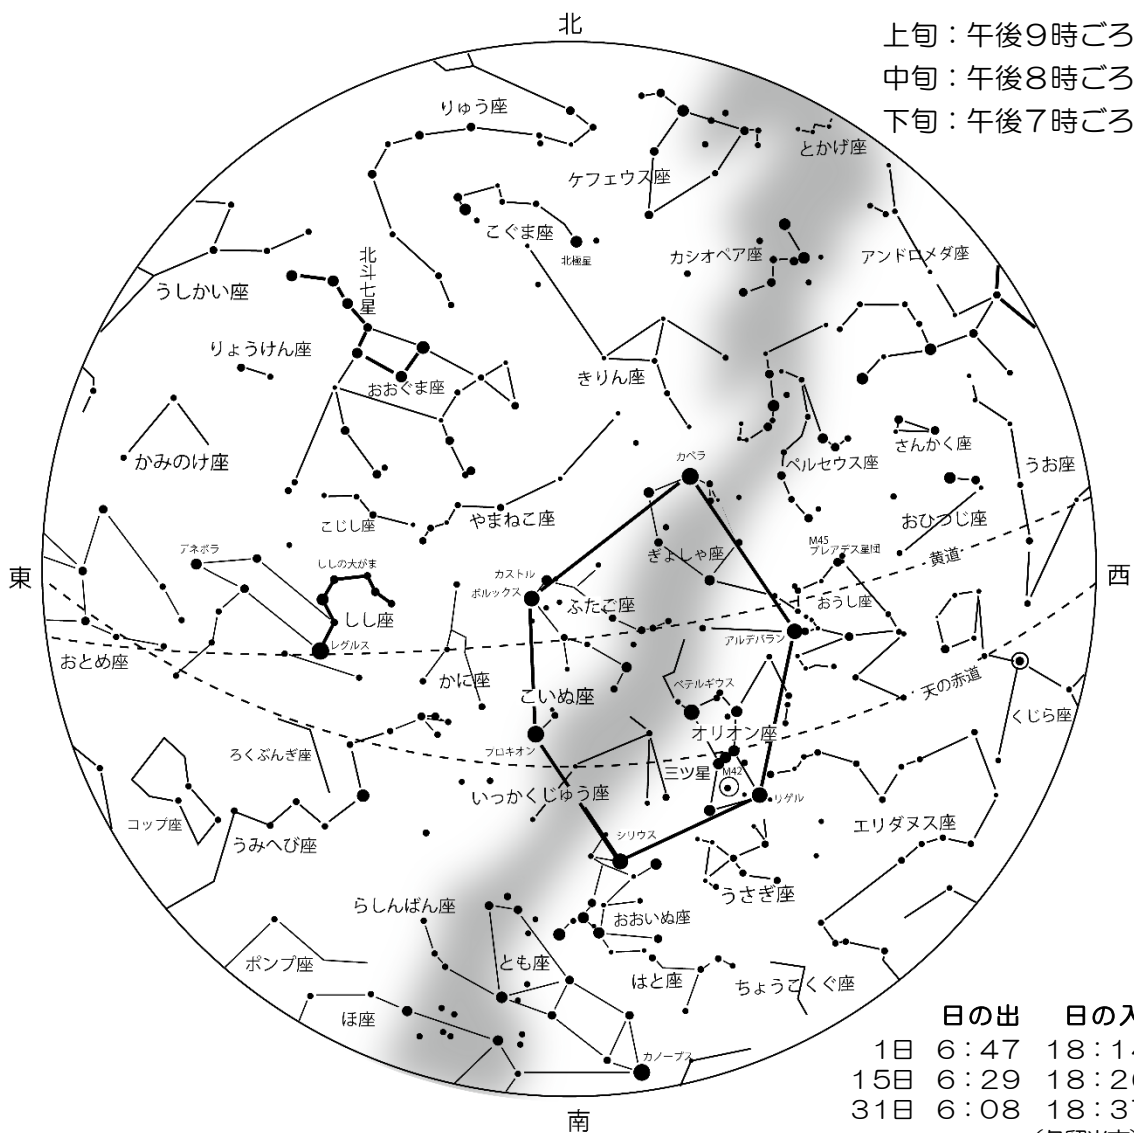 北
上旬：午後9時ごろ
中旬：午後8時ごろ
下旬：午後7時ごろ
りゅう座
とかげ座
ケフェウス座
こぐま座
北極星
カシオペア座
アンドロメダ座
北斗七星
うしかい座
りょうけん座
おおぐま座
きりん座
かみのけ座
カペラ
ペルセウス座
さんかく座
うお座
こじし座
やまねこ座
おひつじ座
デネボラ
ししの大がま
ぎょしゃ座
M45
プレアデス星団
黄道
東
西
カストル
ポルックス
ふたご座
しし座
おうし座
レグルス
アルデバラン
おとめ座
かに座
こいぬ座
ベテルギウス
天の赤道
くじら座
ろくぶんぎ座
プロキオン
オリオン座
三ツ星
M42
いっかくじゅう座
リゲル
コップ座
うみへび座
シリウス
エリダヌス座
うさぎ座
らしんばん座
おおいぬ座
ポンプ座
とも座
はと座
ちょうこくぐ座
ほ座
カノープス
南
日の出 日の入
1日 6：47 18：14
15日 6：29 18：2
31日 6：08 18：37